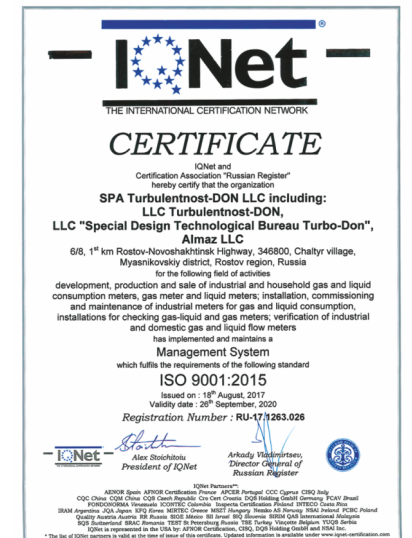 IQNet
®
THE INTERNATIONAL CERTIFICATION NETWORK
CERTIFICATE
IQNet and
Certification Association "Russian Register"
hereby certify that the organization
SPA Turbulentnost-DON LLC including:
LLC Turbulentnost-DON,
LLC "Special Design Technological Bureau Turbo-Don",
Almaz LLC
6/8, 1st km Rostov-Novoshakhtinsk Highway, 346800, Chaltyr village,
Myasnikovskiy district, Rostov region, Russia
for the following field of activities
development, production and sale of industrial and household gas and liquid
consumption meters, gas meter and liquid meters; installation, commissioning
and maintenance of industrial meters for gas and liquid consumption,
installations for checking gas-liquid and gas meters; verification of industrial
and domestic gas and liquid flow meters
has implemented and maintains a
Management System
which fulfils the requirements of the following standard
ISO 9001:2015
Issued on : 18th August, 2017
Validity date : 26th September, 2020
Registration Number : RU-17.1263.026
IQNet
Alex Stoichitoiu
President of IQNet
Arkady Vladimirtsev,
Director General of
Russian Register
IQNet Partners*:
AENOR Spain AFNOR Certification France APCER Portugal CCC Cyprus CISQ Italy
CQC China CQM China CQS Czech Republic Cro Cert Croatia DQS Holding GmbH Germany FCAV Brazil
FONDONORMA Venezuela ICONTEC Colombia Inspecta Certification Finland INTECO Costa Rica
IRAM Argentina JQA Japan KFQ Korea MIRTEC Greece MSZT Hungary Nemko AS Norway NSAI Ireland PCBC Poland
Quality Austria Austria RR Russia SIGE México SII Israel SIQ Slovenia SIRIM QAS International Malaysia
SQS Switzerland SRAC Romania TEST St Petersburg Russia TSE Turkey Vinçotte Belgium YUQS Serbia
IQNet is represented in the USA by: AFNOR Certification, CISQ, DQS Holding GmbH and NSAI Inc.
* The list of IQNet partners is valid at the time of issue of this certificate. Updated information is available under www.iqnet-certification.com